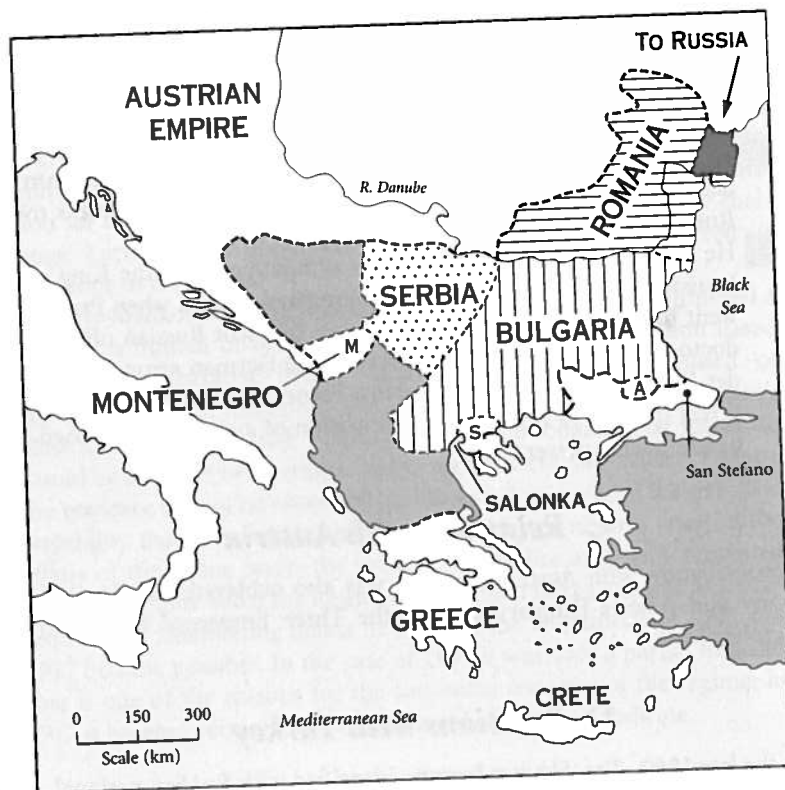 TO RUSSIA
AUSTRIAN
EMPIRE
ROMANIA
R. Danube
Black
Sea
SERBIA
BULGARIA
M
MONTENEGRO
A
S
San Stefano
SALONKA
GREECE
CRETE
0 150 300
Scale (km)
Mediterranean Sea